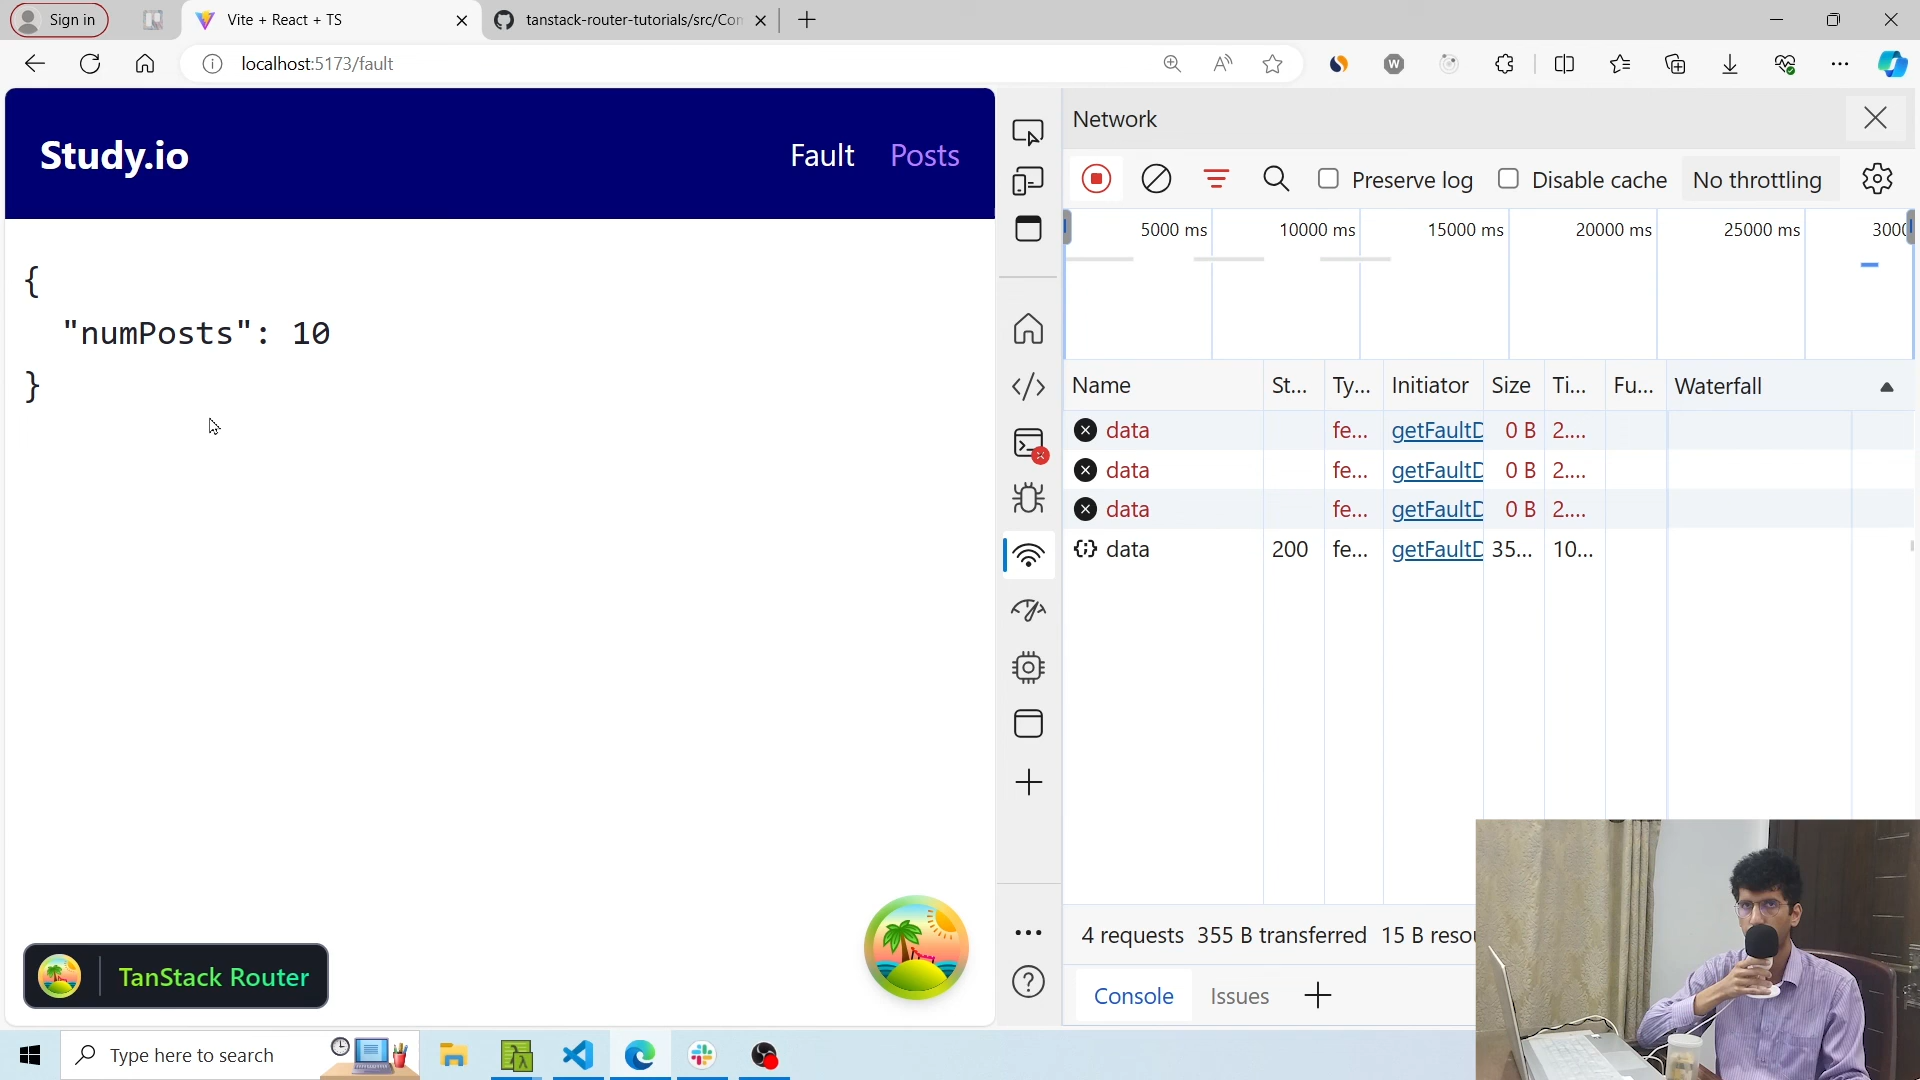 Sign in
Vite + React + TS
tanstack-router-tutorials/src/Con
localhost:5173/fault
Study.io
Fault
Posts
{
"numPosts": 10
}
TanStack Router
Network
Preserve log
Disable cache
No throttling
5000 ms
10000 ms
15000 ms
20000 ms
25000 ms
3000
Name St... Ty... Initiator Size Ti... Fu... Waterfall
data fe... getFaultD 0 B 2....
data fe... getFaultD 0 B 2....
data fe... getFaultD 0 B 2....
data 200 fe... getFaultD 35... 10...
4 requests 355 B transferred 15 B resou
Console
Issues
Type here to search